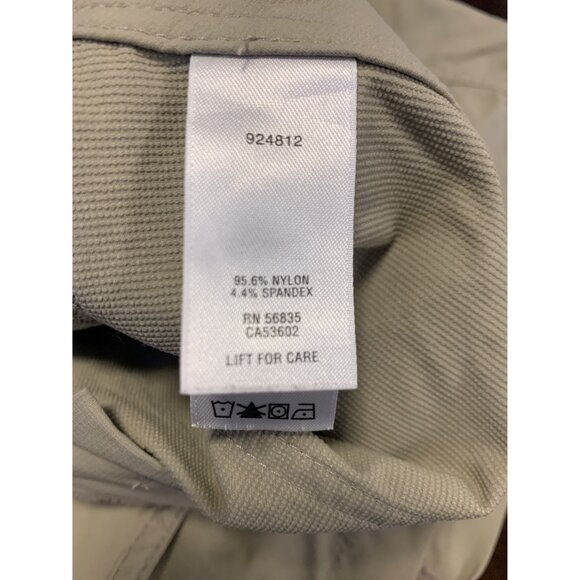 924812
95.6% NYLON
4.4% SPANDEX
RN 56835
CA53602
LIFT FOR CARE